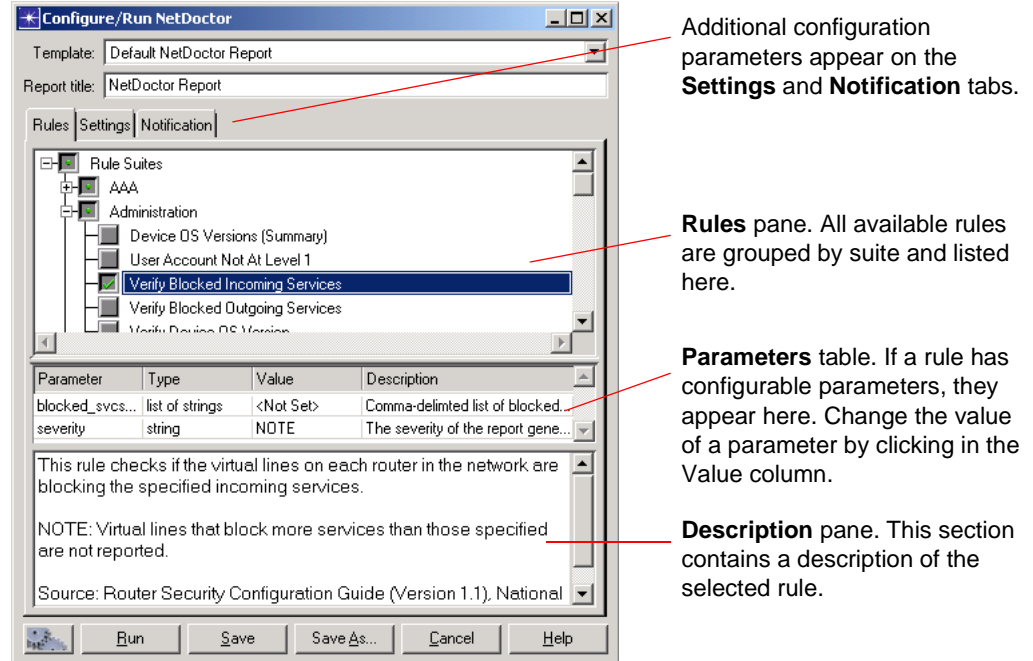 Configure/Run NetDoctor
Template: Default NetDoctor Report
Report title: NetDoctor Report
Rules Settings Notification
Rule Suites
AAA
Administration
Device OS Versions (Summary)
User Account Not At Level 1
Verify Blocked Incoming Services
Verify Blocked Outgoing Services
Verify Device OS Version
Parameter Type Value Description
blocked_svcs... list of strings <Not Set> Comma-delimted list of blocked...
severity string NOTE The severity of the report gene...
This rule checks if the virtual lines on each router in the network are
blocking the specified incoming services.
NOTE: Virtual lines that block more services than those specified
are not reported.
Source: Router Security Configuration Guide (Version 1.1), National
Run Save Save As... Cancel Help
Additional configuration
parameters appear on the
Settings and Notification tabs.
Rules pane. All available rules
are grouped by suite and listed
here.
Parameters table. If a rule has
configurable parameters, they
appear here. Change the value
of a parameter by clicking in the
Value column.
Description pane. This section
contains a description of the
selected rule.